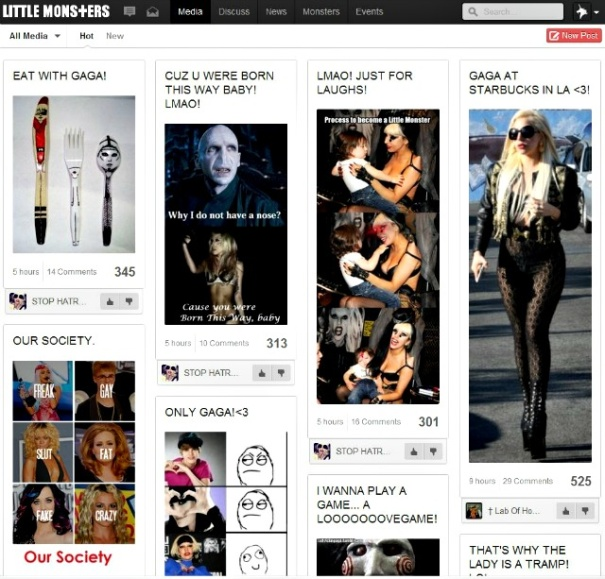 LITTLE MONSTERS
Media
Discuss
News
Monsters
Events
Search
All Media
Hot
New
New Post
EAT WITH GAGA!
5 hours
14 Comments
345
STOP HATR...
OUR SOCIETY.
FREAK
GAY
SLUT
FAT
FAKE
CRAZY
Our Society
CUZ U WERE BORN
THIS WAY BABY!
LMAO!
Why I do not have a nose?
Cause you were
Born This Way, baby
5 hours
10 Comments
313
STOP HATR...
ONLY GAGA!<3
LMAO! JUST FOR
LAUGHS!
Process to become a Little Monster
5 hours
16 Comments
301
STOP HATR...
I WANNA PLAY A
GAME... A
LOOOOOOOVEGAME!
GAGA AT
STARBUCKS IN LA <3!
9 hours
29 Comments
525
† Lab Of Ho...
THAT'S WHY THE
LADY IS A TRAMP!